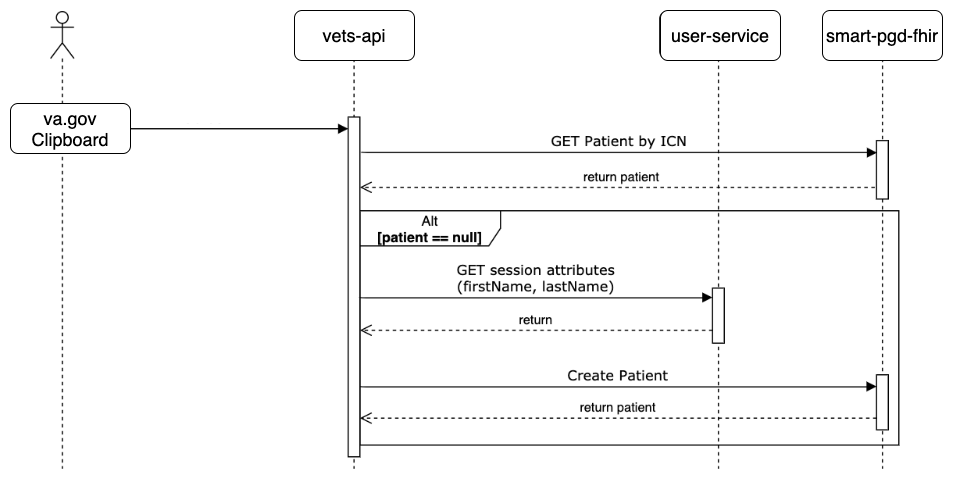 vets-api
user-service
smart-pgd-fhir
va.gov
Clipboard
GET Patient by ICN
return patient
Alt
[patient == null]
GET session attributes
(firstName, lastName)
return
Create Patient
return patient